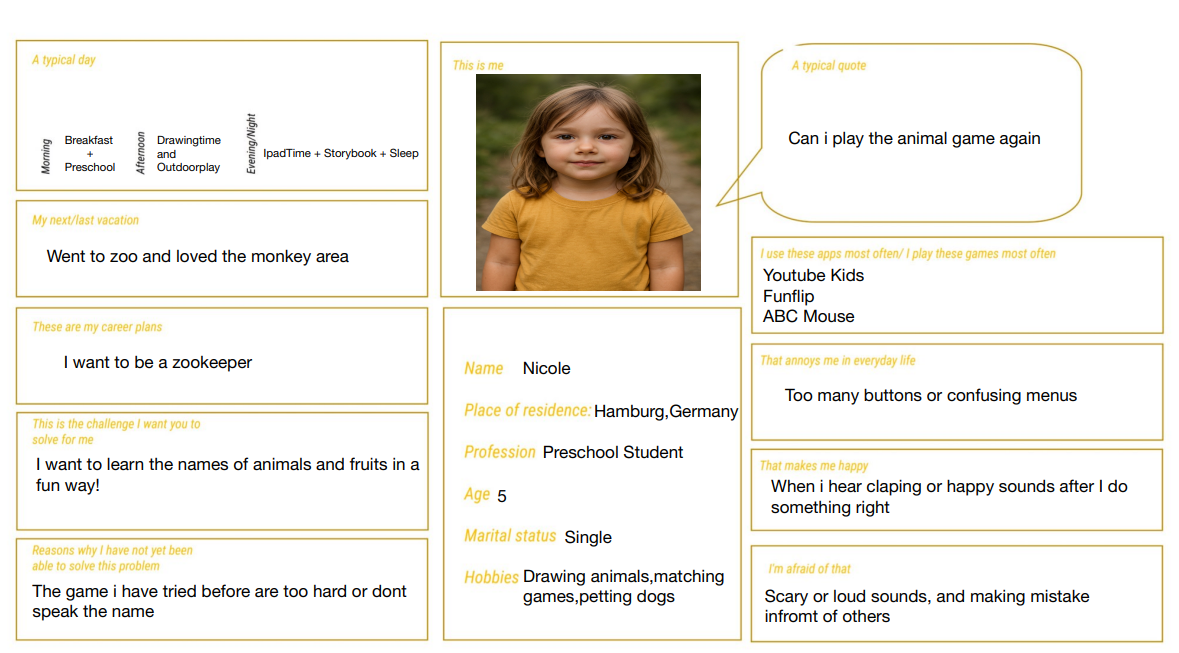 A typical day
Morning
Breakfast
+
Preschool
Afternoon
Drawingtime
and
Outdoorplay
Evening/Night
IpadTime + Storybook + Sleep
My next/last vacation
Went to zoo and loved the monkey area
These are my career plans
I want to be a zookeeper
This is the challenge I want you to
solve for me
I want to learn the names of animals and fruits in a
fun way!
Reasons why I have not yet been
able to solve this problem
The game i have tried before are too hard or dont
speak the name
This is me
Name Nicole
Place of residence: Hamburg,Germany
Profession Preschool Student
Age 5
Marital status Single
Hobbies Drawing animals,matching
games,petting dogs
A typical quote
Can i play the animal game again
I use these apps most often/ I play these games most often
Youtube Kids
Funflip
ABC Mouse
That annoys me in everyday life
Too many buttons or confusing menus
That makes me happy
When i hear claping or happy sounds after I do
something right
I'm afraid of that
Scary or loud sounds, and making mistake
infromt of others